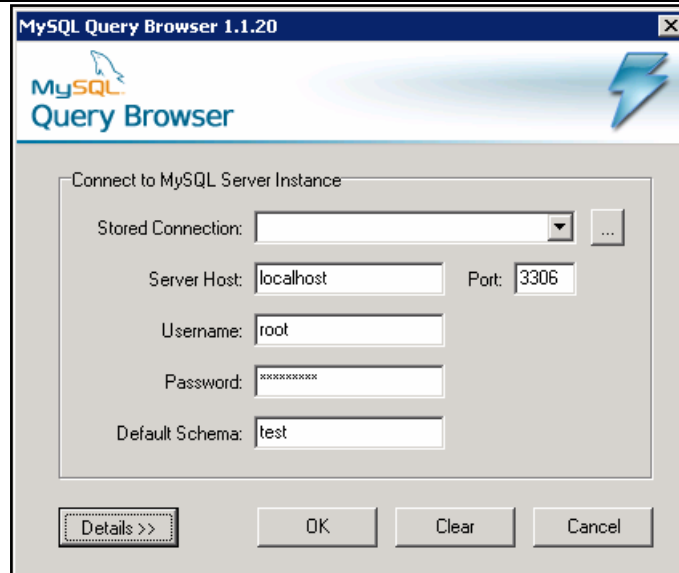 MySQL Query Browser 1.1.20
MySQL
Query Browser
Connect to MySQL Server Instance
Stored Connection:
...
Server Host: localhost Port: 3306
Username: root
Password: *********
Default Schema: test
Details >> OK Clear Cancel